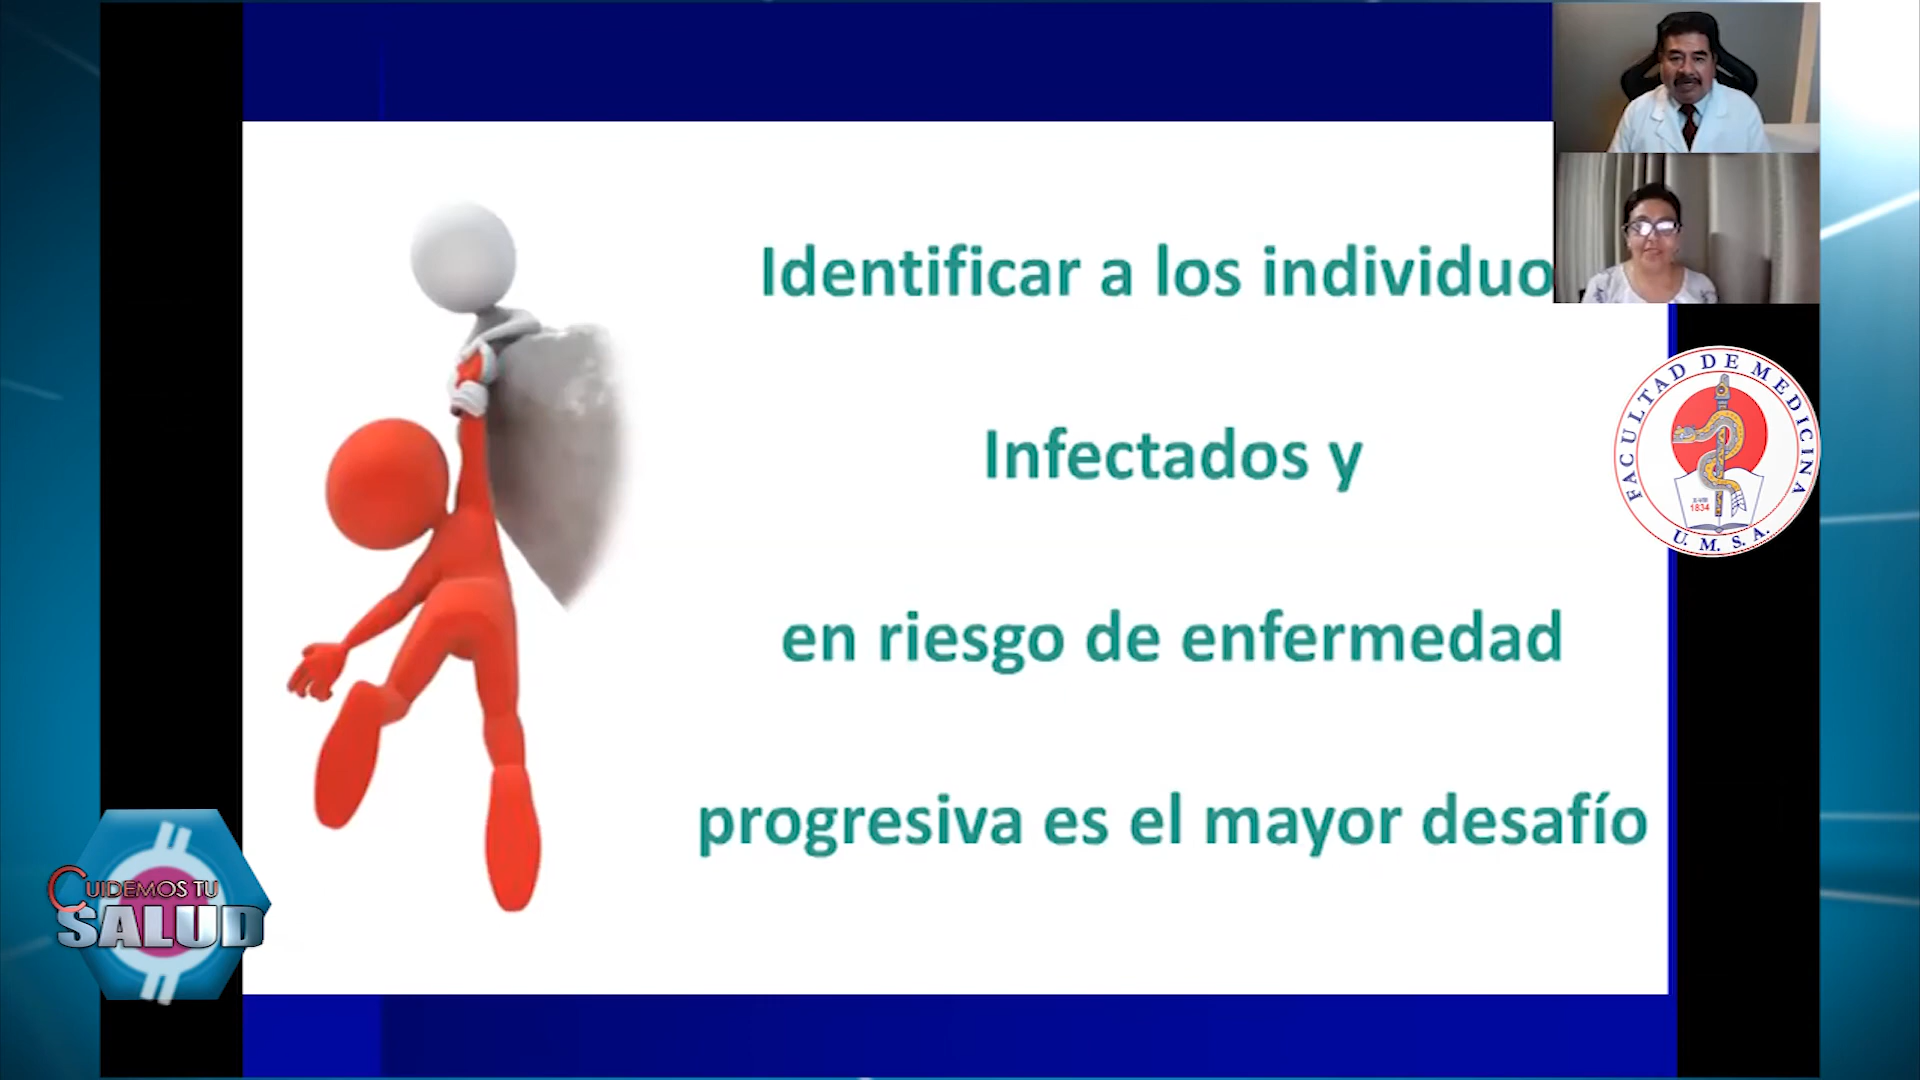 Identificar a los individuo
Infectados y
en riesgo de enfermedad
progresiva es el mayor desafío
FACULTAD DE MEDICINA
1834
U. M. S. A.
CUIDEMOS TU
SALUD